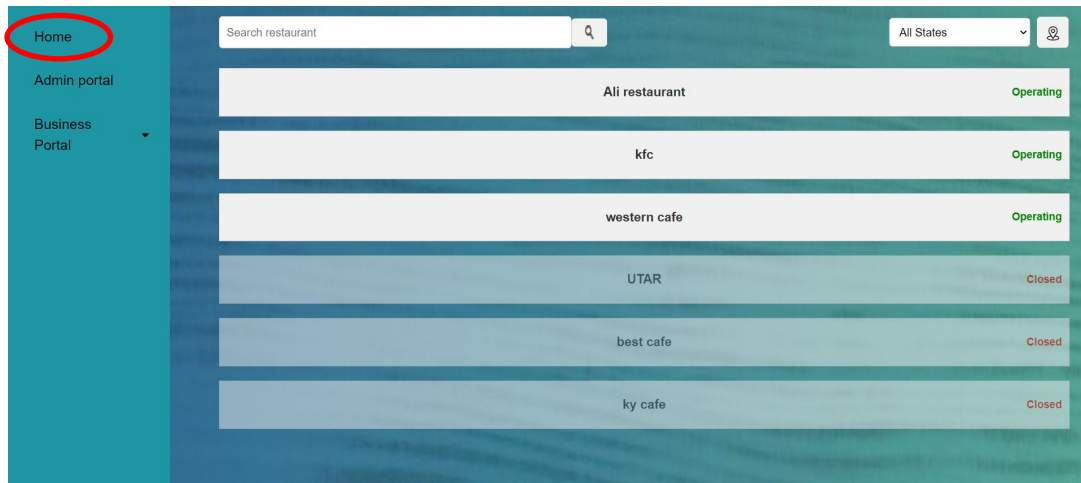 Home
Admin portal
Business
Portal
Search restaurant
All States
Ali restaurant
Operating
kfc
Operating
western cafe
Operating
UTAR
Closed
best cafe
Closed
ky cafe
Closed